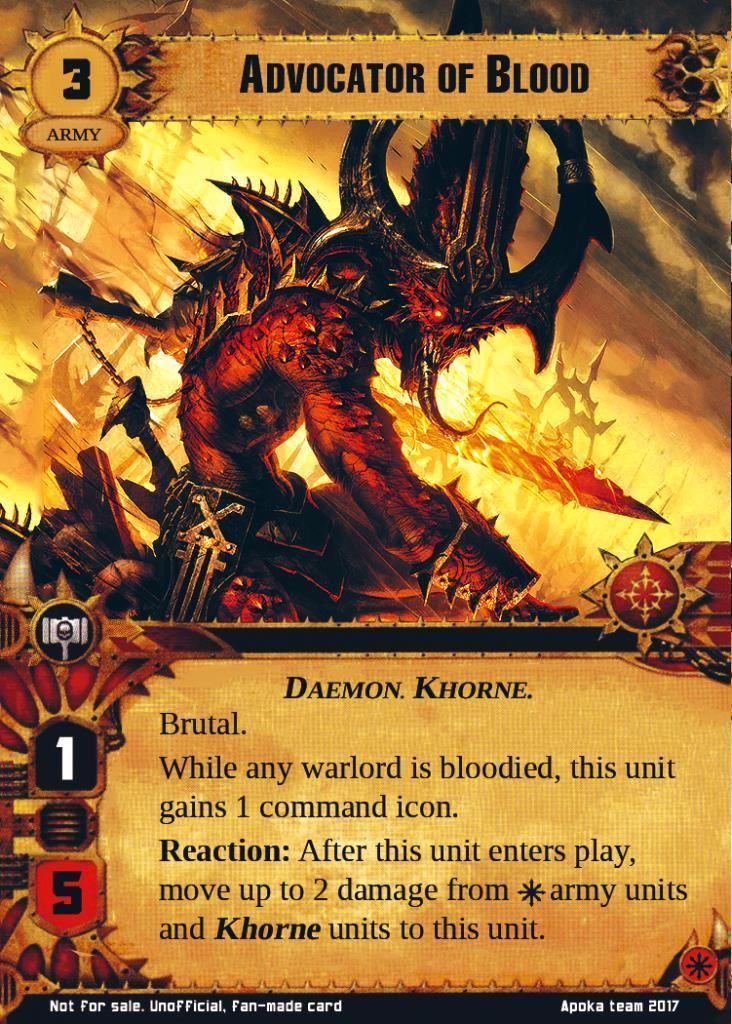 3
ARMY
ADVOCATOR OF BLOOD
DAEMON. KHORNE.
Brutal.
While any warlord is bloodied, this unit
gains 1 command icon.
Reaction: After this unit enters play,
move up to 2 damage from army units
and Khorne units to this unit.
1
5
Not for sale. Unofficial, fan-made card
Apoka team 2017